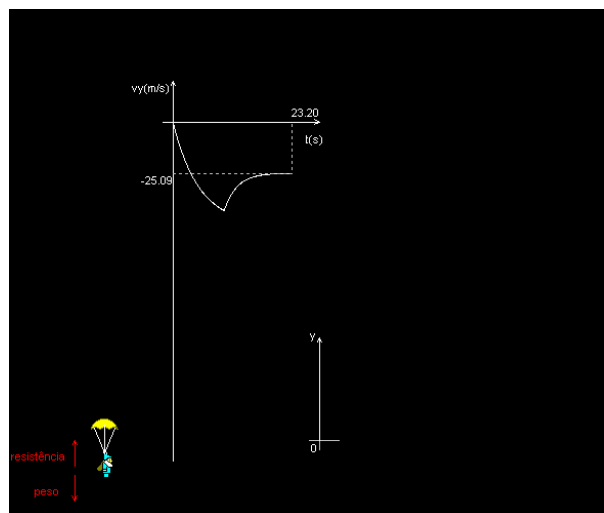 vy(m/s)
23.20
t(s)
-25.09
y
0
resistência
peso